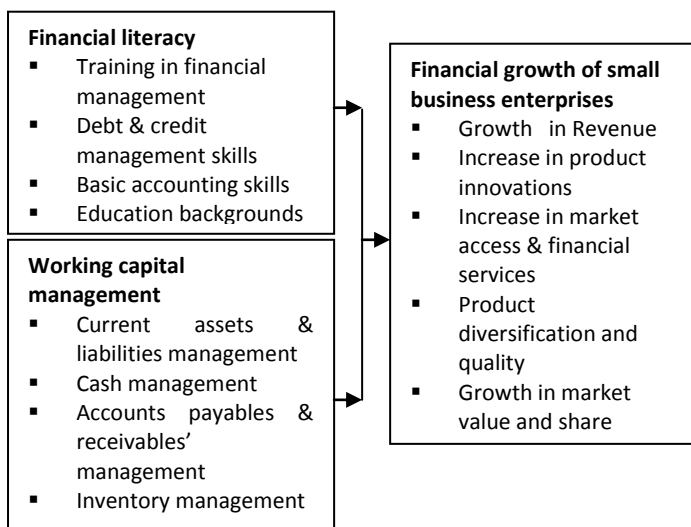 Financial literacy
▪ Training in financial
management
▪ Debt & credit
management skills
▪ Basic accounting skills
▪ Education backgrounds
Working capital
management
▪ Current assets &
liabilities management
▪ Cash management
▪ Accounts payables &
receivables’
management
▪ Inventory management
Financial growth of small
business enterprises
▪ Growth in Revenue
▪ Increase in product
innovations
▪ Increase in market
access & financial
services
▪ Product
diversification and
quality
▪ Growth in market
value and share